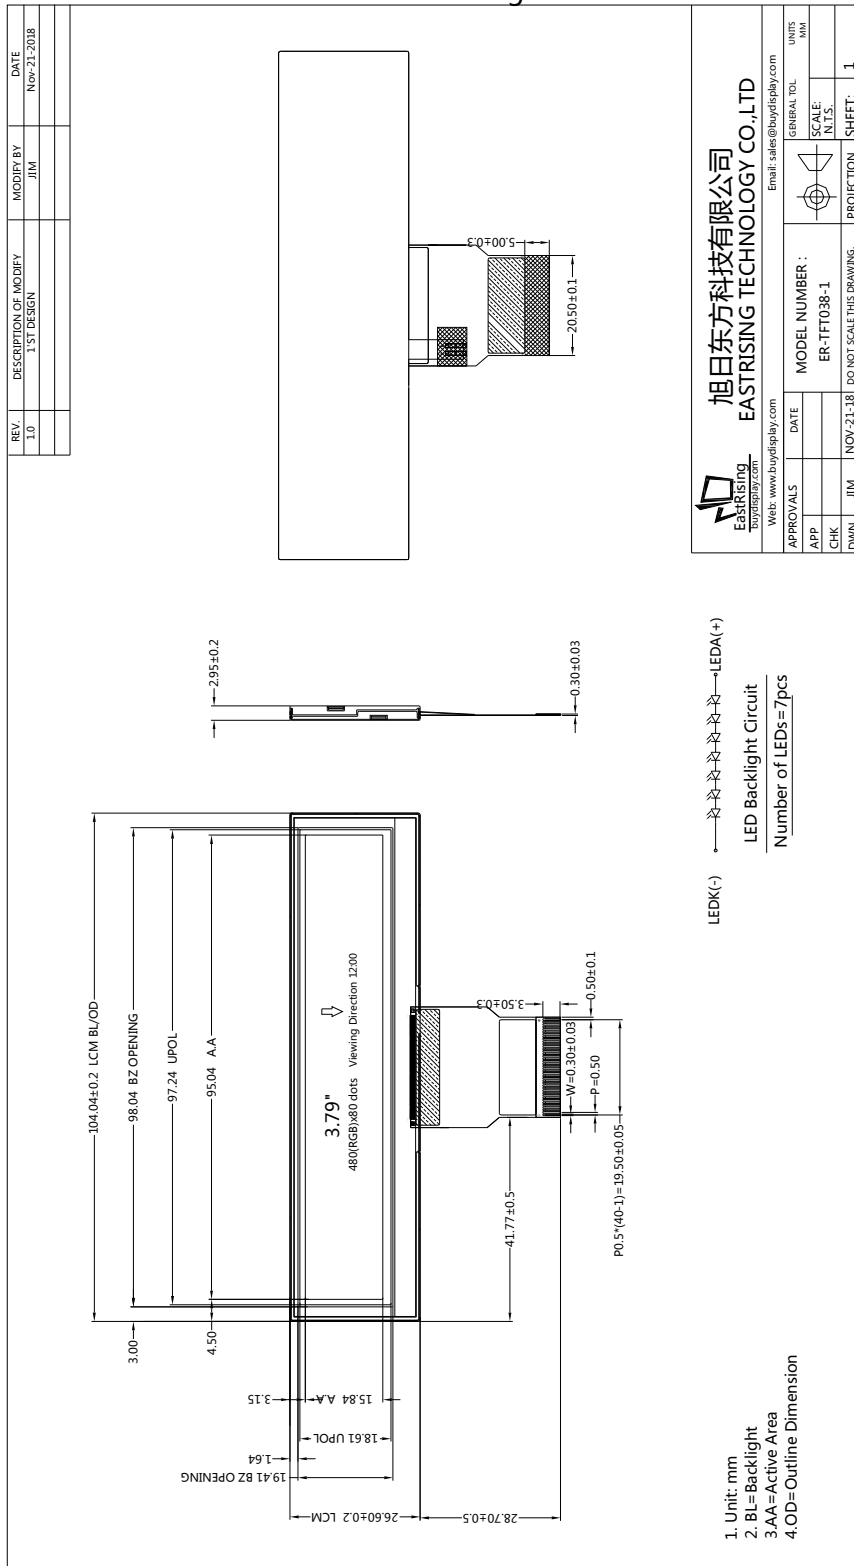 REV.
DESCRIPTION OF MODIFY
MODIFY BY
DATE
1.0
1'ST DESIGN
JIM
Nov-21-2018
5.00±0.3
20.50±0.1
2.95±0.2
0.30±0.03
104.04±0.2 LCM BL/OD
98.04 BZ OPENING
97.24 UPOL
95.04 A.A
3.00
4.50
3.79"
480(RGB)x80 dots Viewing Direction 12:00
3.15
15.84 A.A
18.61 UPOL
1.64
19.41 BZ OPENING
26.60±0.2 LCM
28.70±0.5
41.77±0.5
3.50±0.3
0.50±0.1
W=0.30±0.03
P=0.50
P0.5*(40-1)=19.50±0.05
LEDK(-)
LEDA(+)
LED Backlight Circuit
Number of LEDs=7pcs
1. Unit: mm
2. BL=Backlight
3.AA=Active Area
4.OD=Outline Dimension
EastRising
buydisplay.com
旭日东方科技有限公司
EASTRISING TECHNOLOGY CO.,LTD
Web: www.buydisplay.com
Email: sales@buydisplay.com
APPROVALS
DATE
MODEL NUMBER :
ER-TFT038-1
GENERAL TOL.
UNITS
MM
APP
CHK
SCALE:
N.T.S.
DWN
JIM
NOV-21-18
DO NOT SCALE THIS DRAWING.
PROJECTION
SHEET:
1